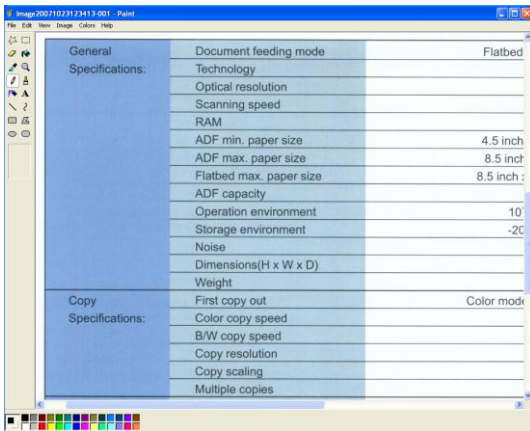 Image20071023123413-001 - Paint
File Edit View Image Colors Help
General Document feeding mode Flatbed
Specifications: Technology
Optical resolution
Scanning speed
RAM
ADF min. paper size 4.5 inch
ADF max. paper size 8.5 inch
Flatbed max. paper size 8.5 inch
ADF capacity
Operation environment 10
Storage environment -20
Noise
Dimensions(H x W x D)
Weight
Copy First copy out Color mode
Specifications: Color copy speed
B/W copy speed
Copy resolution
Copy scaling
Multiple copies